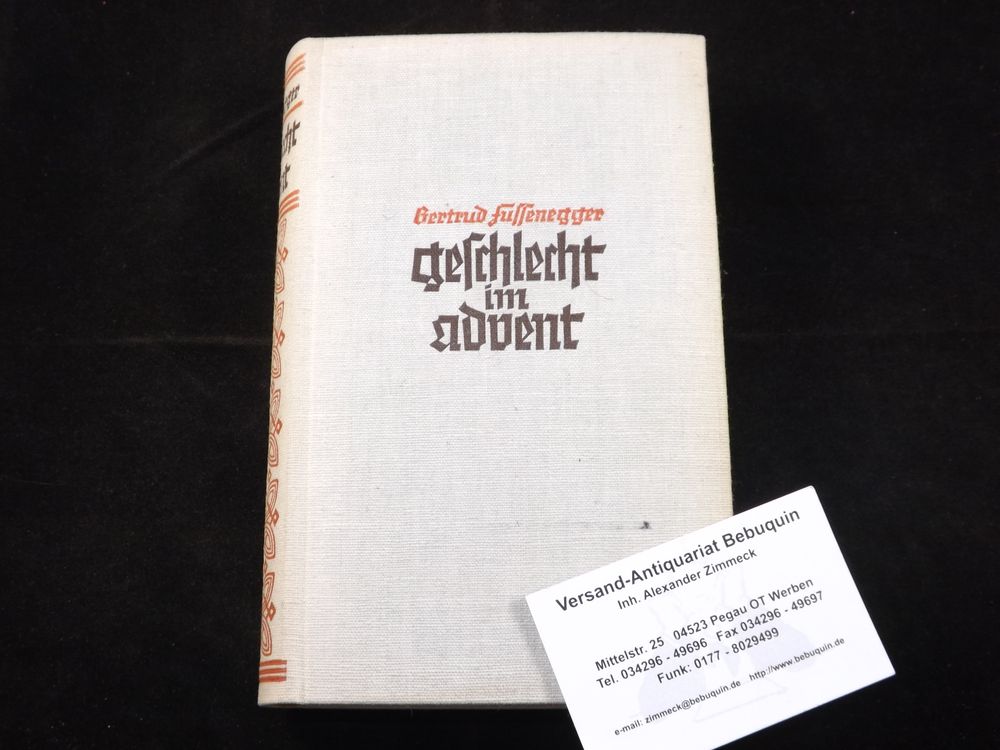 Gertrud Fussenegger
geschlecht
im
advent
Versand-Antiquariat Bebuquin
Inh. Alexander Zimmeck
Mittelstr. 25 04523 Pegau OT Werben
Tel. 034296 - 49696 Fax 034296 - 49697
Funk: 0177 - 8029499
e-mail: zimmeck@bebuquin.de http://www.bebuquin.de